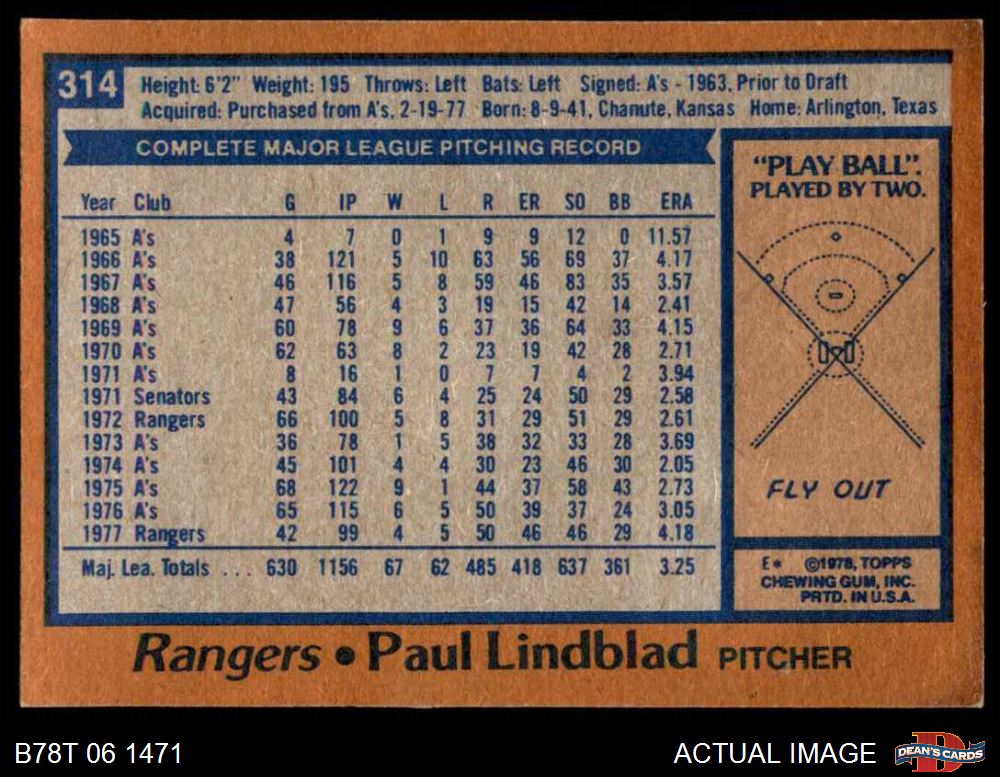 314
Height: 6'2" Weight: 195 Throws: Left Bats: Left Signed: A's - 1963, Prior to Draft
Acquired: Purchased from A's, 2-19-77 Born: 8-9-41, Chanute, Kansas Home: Arlington, Texas
COMPLETE MAJOR LEAGUE PITCHING RECORD
Year Club G IP W L R ER SO BB ERA
1965 A's 4 7 0 1 9 9 12 0 11.57
1966 A's 38 121 5 10 63 56 69 37 4.17
1967 A's 46 116 5 8 59 46 83 35 3.57
1968 A's 47 56 4 3 19 15 42 14 2.41
1969 A's 60 78 9 6 37 36 64 33 4.15
1970 A's 62 63 8 2 23 19 42 28 2.71
1971 A's 8 16 1 0 7 7 4 2 3.94
1971 Senators 43 84 6 4 25 24 50 29 2.58
1972 Rangers 66 100 5 8 31 29 51 29 2.61
1973 A's 36 78 1 5 38 32 33 28 3.69
1974 A's 45 101 4 4 30 23 46 30 2.05
1975 A's 68 122 9 1 44 37 58 43 2.73
1976 A's 65 115 6 5 50 39 37 24 3.05
1977 Rangers 42 99 4 5 50 46 46 29 4.18
Maj. Lea. Totals ... 630 1156 67 62 485 418 637 361 3.25
"PLAY BALL".
PLAYED BY TWO.
FLY OUT
E* ©1978, TOPPS
CHEWING GUM, INC.
PRTD. IN U.S.A.
Rangers • Paul Lindblad PITCHER
B78T 06 1471
ACTUAL IMAGE
DEAN'S CARDS